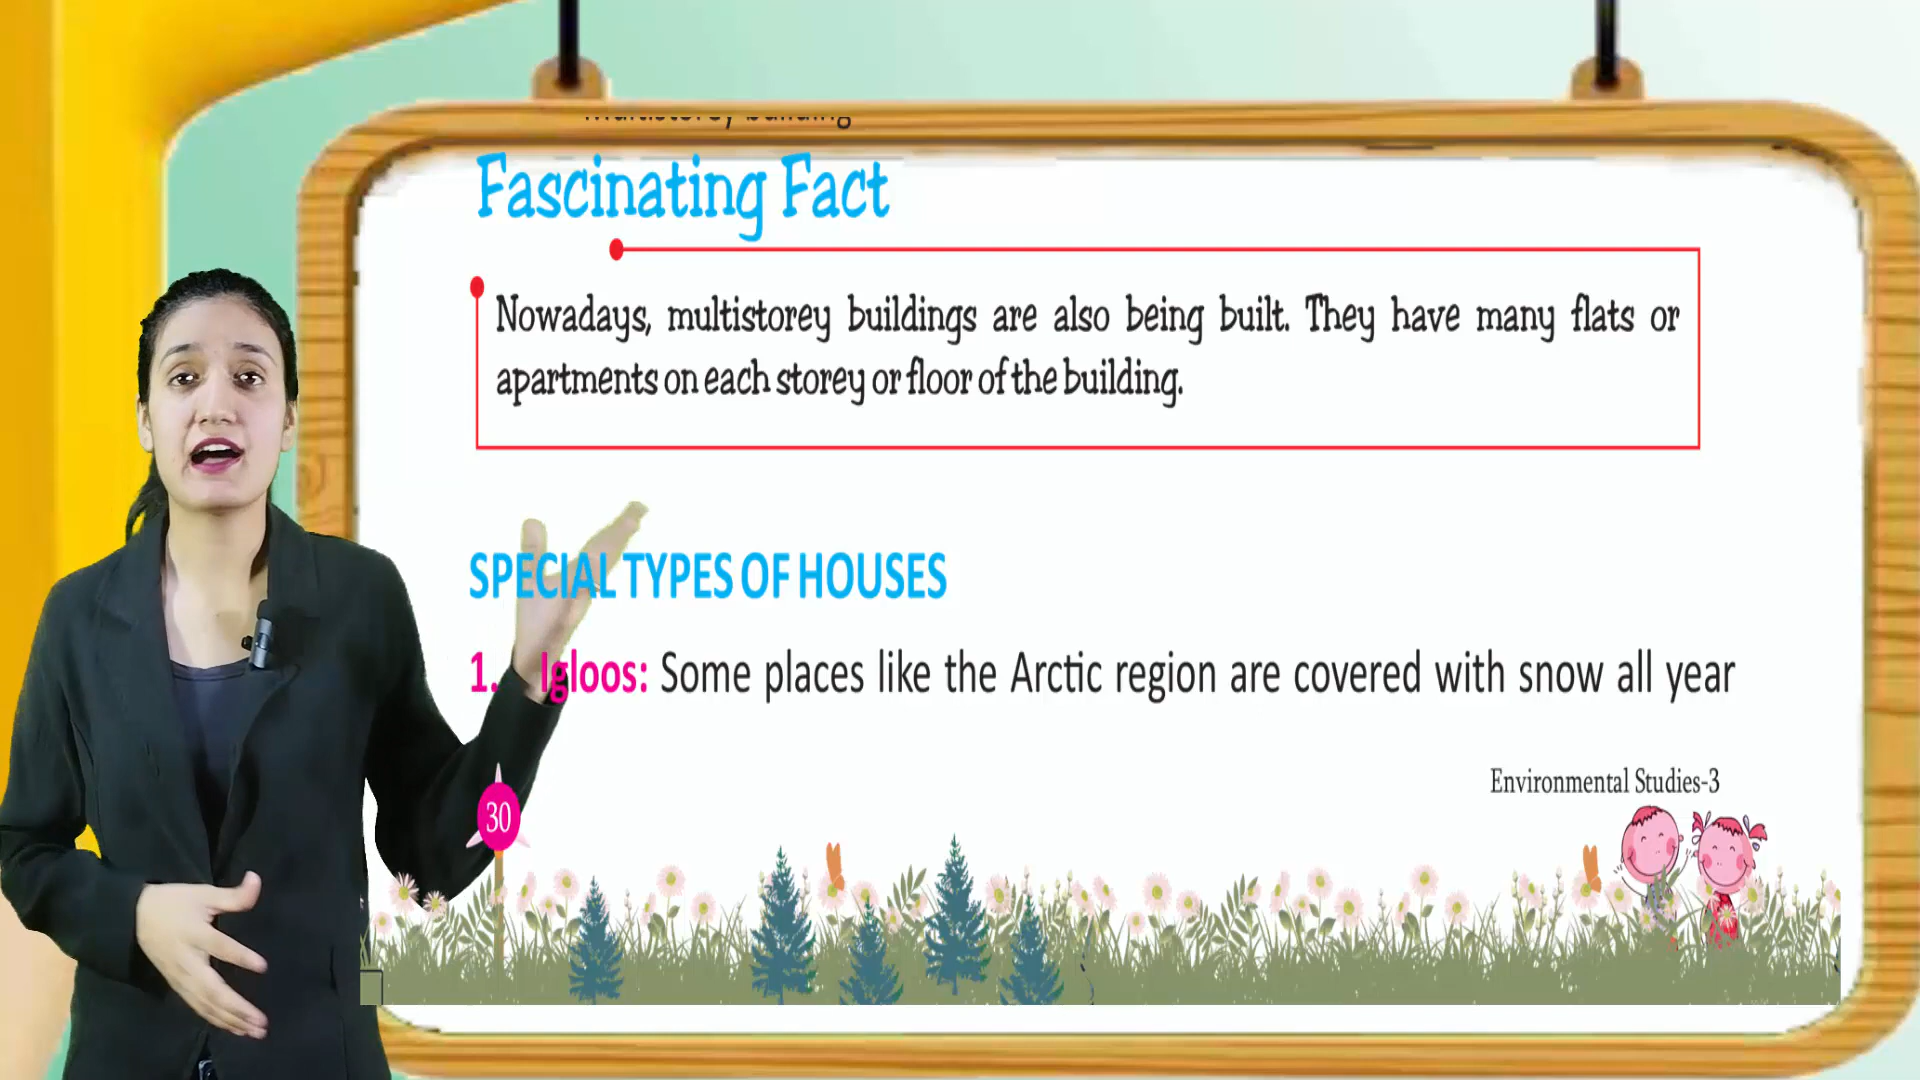 Multistorey building
Fascinating Fact
Nowadays, multistorey buildings are also being built. They have many flats or
apartments on each storey or floor of the building.
SPECIAL TYPES OF HOUSES
1. Igloos: Some places like the Arctic region are covered with snow all year
Environmental Studies-3
30